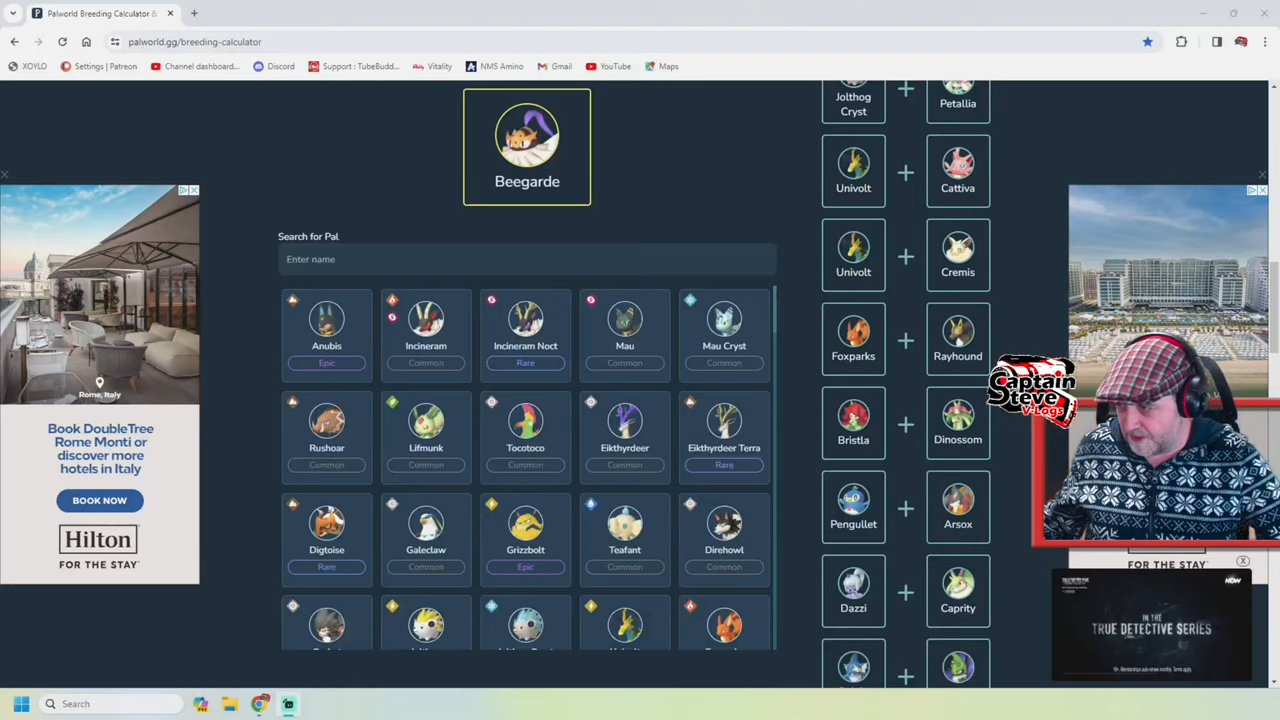 Palworld Breeding Calculator &
palworld.gg/breeding-calculator
XOYLO
Settings | Patreon
Channel dashboard...
Discord
Support : TubeBudd...
Vitality
NMS Amino
Gmail
YouTube
Maps
Beegarde
Search for Pal
Enter name
Anubis
Epic
Incineram
Common
Incineram Noct
Rare
Mau
Common
Mau Cryst
Common
Rushoar
Common
Lifmunk
Common
Tocotoco
Common
Eikthyrdeer
Common
Eikthyrdeer Terra
Rare
Digtoise
Rare
Galeclaw
Common
Grizzbolt
Epic
Teafant
Common
Direhowl
Common
Jolthog
Cryst
+
Petallia
Univolt
+
Cattiva
Univolt
+
Cremis
Foxparks
+
Rayhound
Bristla
+
Dinossom
Pengullet
+
Arsox
Dazzi
+
Caprity
+
Rome, Italy
Book DoubleTree
Rome Monti or
discover more
hotels in Italy
BOOK NOW
Hilton
FOR THE STAY
Captain
Steve
V-Logs
FOR THE STAY
NOW
IN THE
TRUE DETECTIVE SERIES
Search